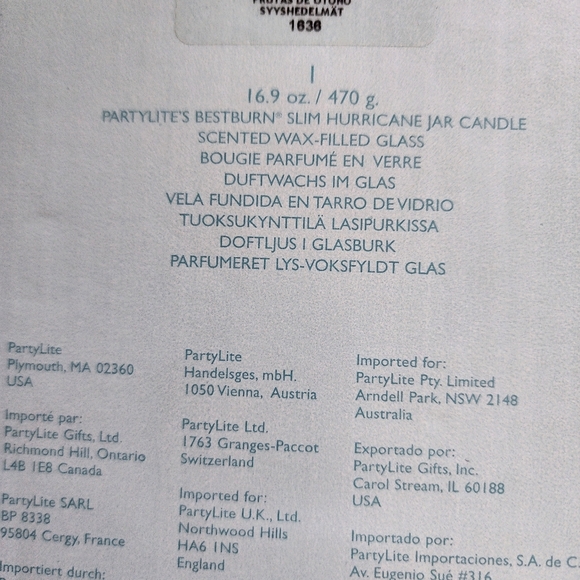 FRUTAS DE OTOÑO
SYYSHEDELMÄT
1636
1
16.9 oz. / 470 g.
PARTYLITE'S BESTBURN® SLIM HURRICANE JAR CANDLE
SCENTED WAX-FILLED GLASS
BOUGIE PARFUMÉ EN VERRE
DUFTWACHS IM GLAS
VELA FUNDIDA EN TARRO DE VIDRIO
TUOKSUKYNTTILÄ LASIPURKISSA
DOFTLJUS I GLASBURK
PARFUMERET LYS-VOKSFYLDT GLAS
PartyLite
Plymouth, MA 02360
USA
Importé par:
PartyLite Gifts, Ltd.
Richmond Hill, Ontario
L4B 1E8 Canada
PartyLite SARL
BP 8338
95804 Cergy, France
Importiert durch:
PartyLite
Handelsges, mbH.
1050 Vienna, Austria
PartyLite Ltd.
1763 Granges-Paccot
Switzerland
Imported for:
PartyLite U.K., Ltd.
Northwood Hills
HA6 1NS
England
Imported for:
PartyLite Pty. Limited
Arndell Park, NSW 2148
Australia
Exportado por:
PartyLite Gifts, Inc.
Carol Stream, IL 60188
USA
Importado por:
PartyLite Importaciones, S.A. de C.
Av. Eugenio Sué #316